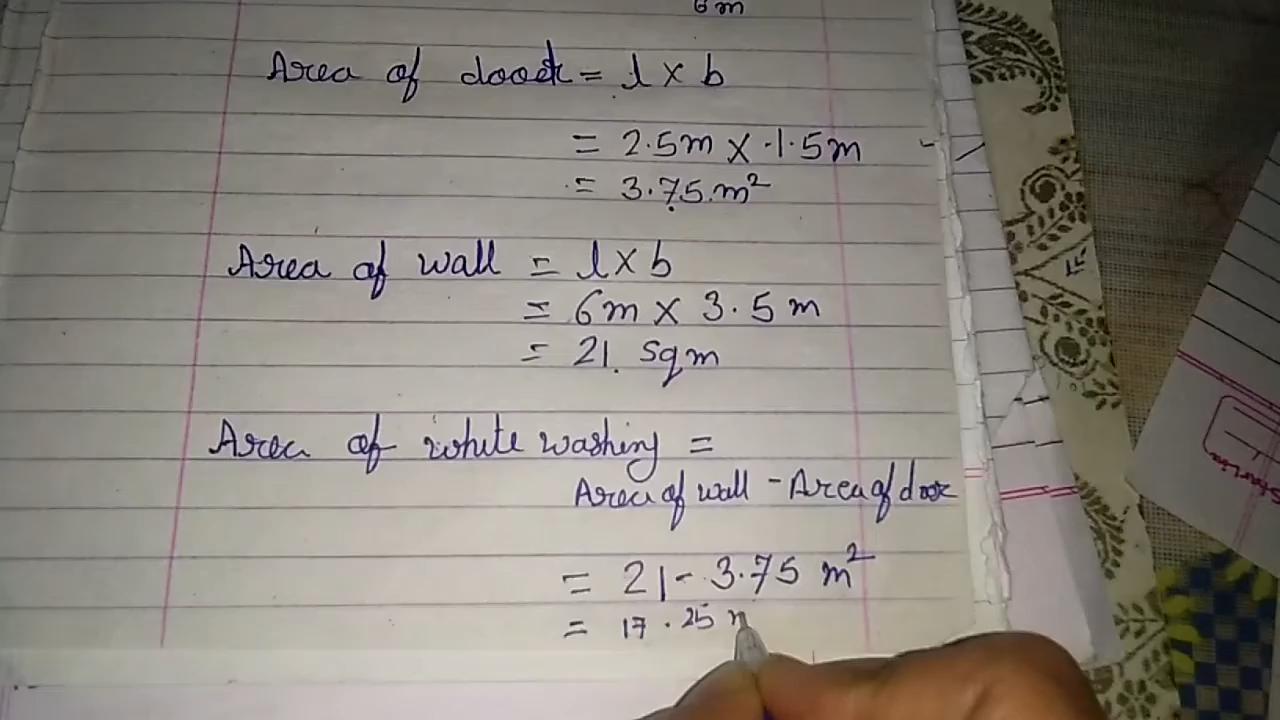 6m
Area of door = l × b
= 2.5m × 1.5m
= 3.75 m²
Area of wall = l × b
= 6m × 3.5 m
= 21 sqm
Area of white washing =
Area of wall - Area of door
= 21 - 3.75 m²
= 17.25 m